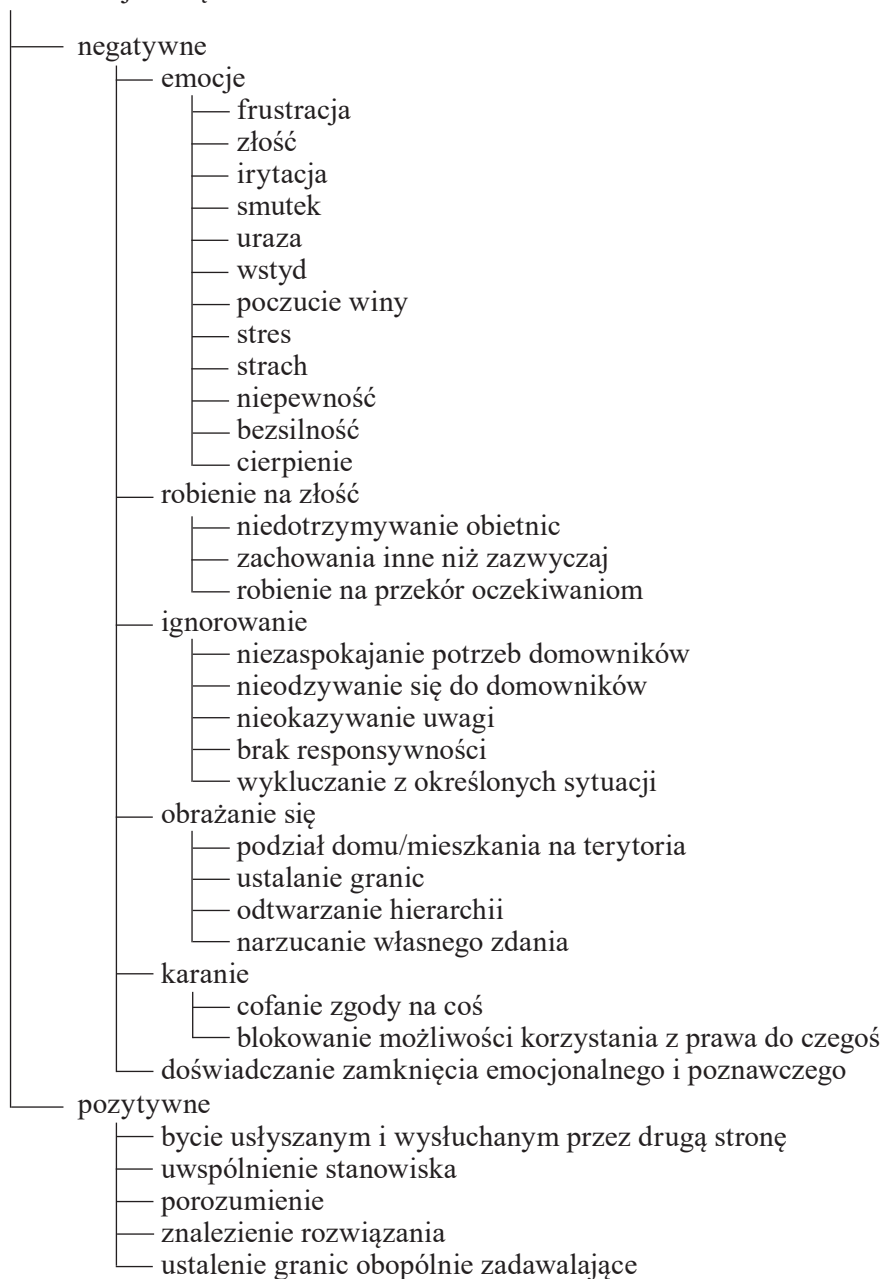 negatywne
emocje
frustracja
złość
irytacja
smutek
uraza
wstyd
poczucie winy
stres
strach
niepewność
bezsilność
cierpienie
robienie na złość
niedotrzymywanie obietnic
zachowania inne niż zazwyczaj
robienie na przekór oczekiwaniom
ignorowanie
niezaspokajanie potrzeb domowników
nieodzywanie się do domowników
nieokazywanie uwagi
brak responsywności
wykluczanie z określonych sytuacji
obrażanie się
podział domu/mieszkania na terytoria
ustalanie granic
odtwarzanie hierarchii
narzucanie własnego zdania
karanie
cofanie zgody na coś
blokowanie możliwości korzystania z prawa do czegoś
doświadczanie zamknięcia emocjonalnego i poznawczego
pozytywne
bycie usłyszanym i wysłuchanym przez drugą stronę
uwspólnienie stanowiska
porozumienie
znalezienie rozwiązania
ustalenie granic obopólnie zadawalające